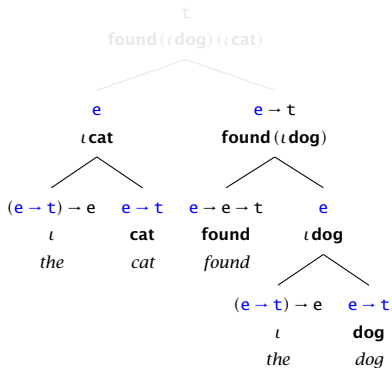 t
found (ι dog) (ι cat)
e e → t
ι cat found (ι dog)
(e → t) → e e → t e → e → t e
ι cat found ι dog
the cat found
(e → t) → e e → t
ι dog
the dog